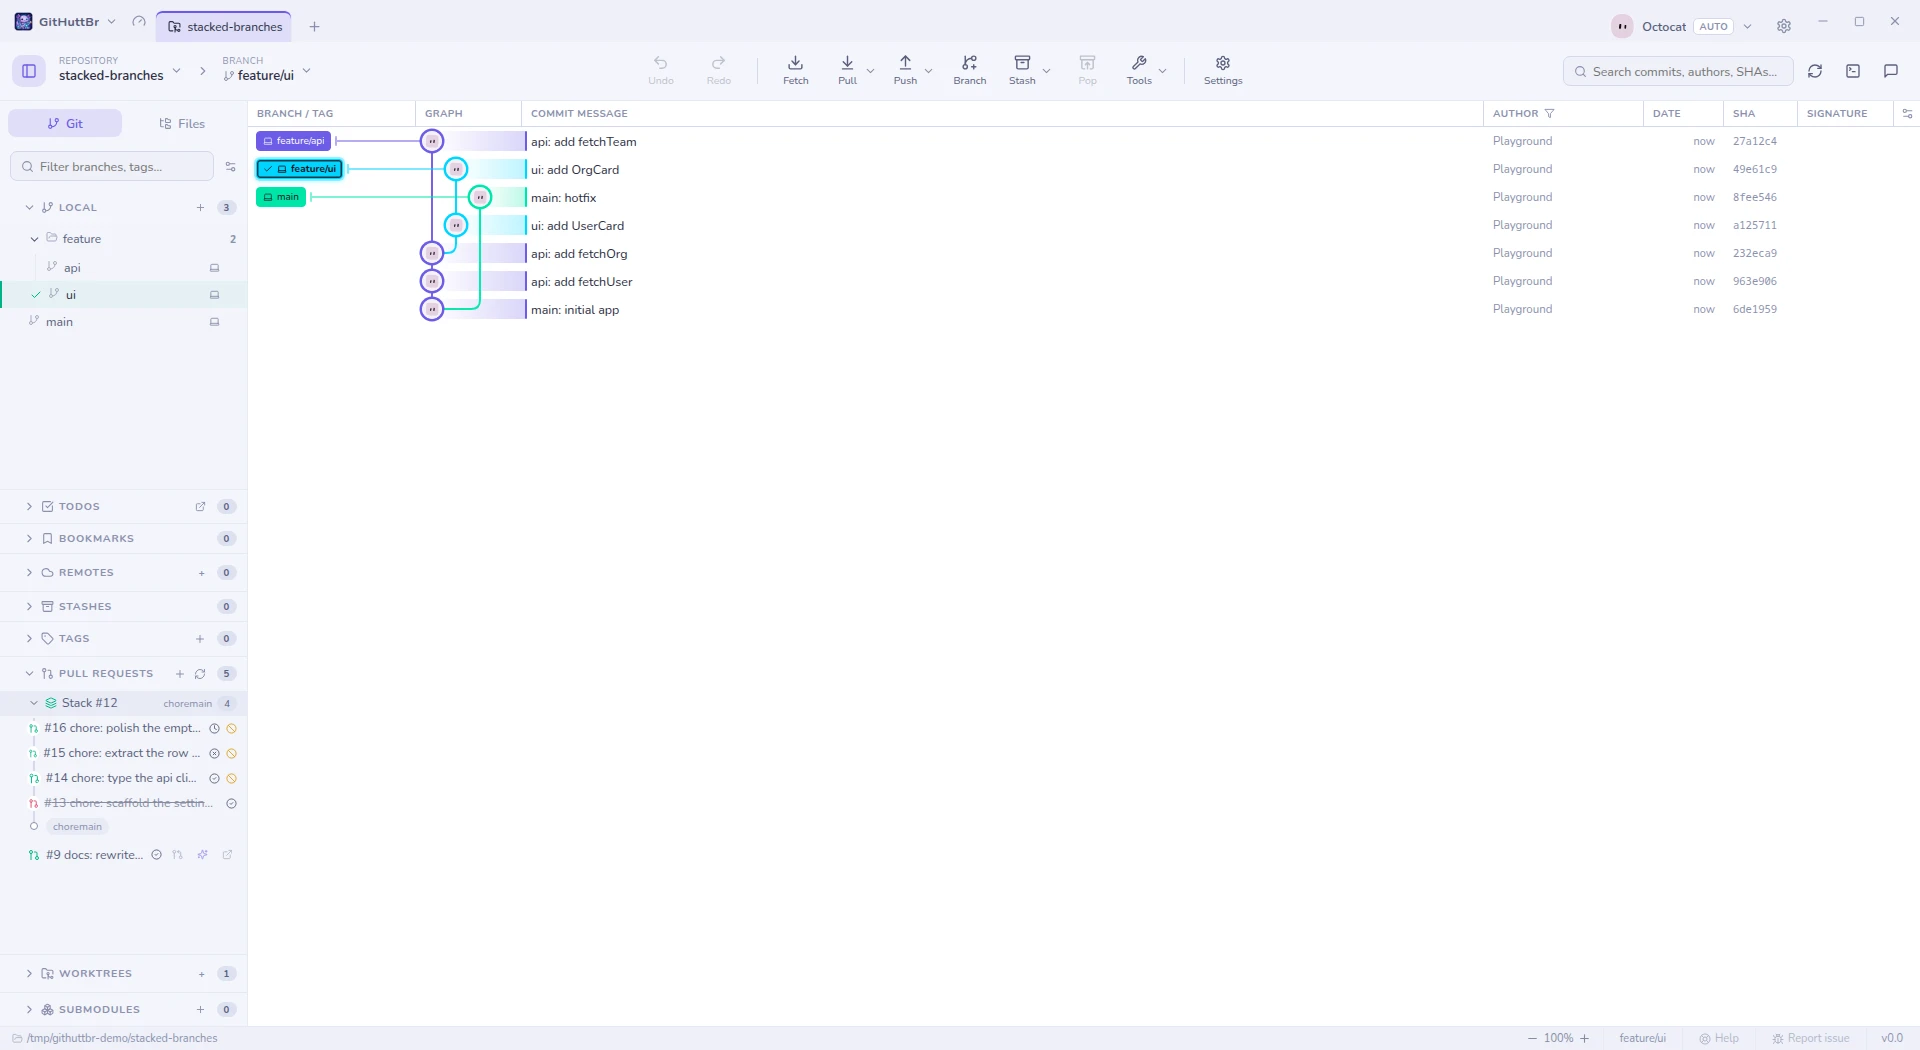 GitHuttBr
stacked-branches
Octocat AUTO
REPOSITORY
stacked-branches
BRANCH
feature/ui
Undo
Redo
Fetch
Pull
Push
Branch
Stash
Pop
Tools
Settings
Search commits, authors, SHAs...
Git
Files
Filter branches, tags...
LOCAL 3
feature 2
api
ui
main
TODOS 0
BOOKMARKS 0
REMOTES 0
STASHES 0
TAGS 0
PULL REQUESTS 5
Stack #12 choremain 4
#16 chore: polish the empt...
#15 chore: extract the row ...
#14 chore: type the api cli...
#13 chore: scaffold the settin...
choremain
#9 docs: rewrite...
WORKTREES 1
SUBMODULES 0
BRANCH / TAG GRAPH COMMIT MESSAGE AUTHOR DATE SHA SIGNATURE
feature/api api: add fetchTeam Playground now 27a12c4
feature/ui ui: add OrgCard Playground now 49e61c9
main main: hotfix Playground now 8fee546
ui: add UserCard Playground now a125711
api: add fetchOrg Playground now 232eca9
api: add fetchUser Playground now 963e906
main: initial app Playground now 6de1959
/tmp/githuttbr-demo/stacked-branches
100%
feature/ui
Help
Report issue
v0.0